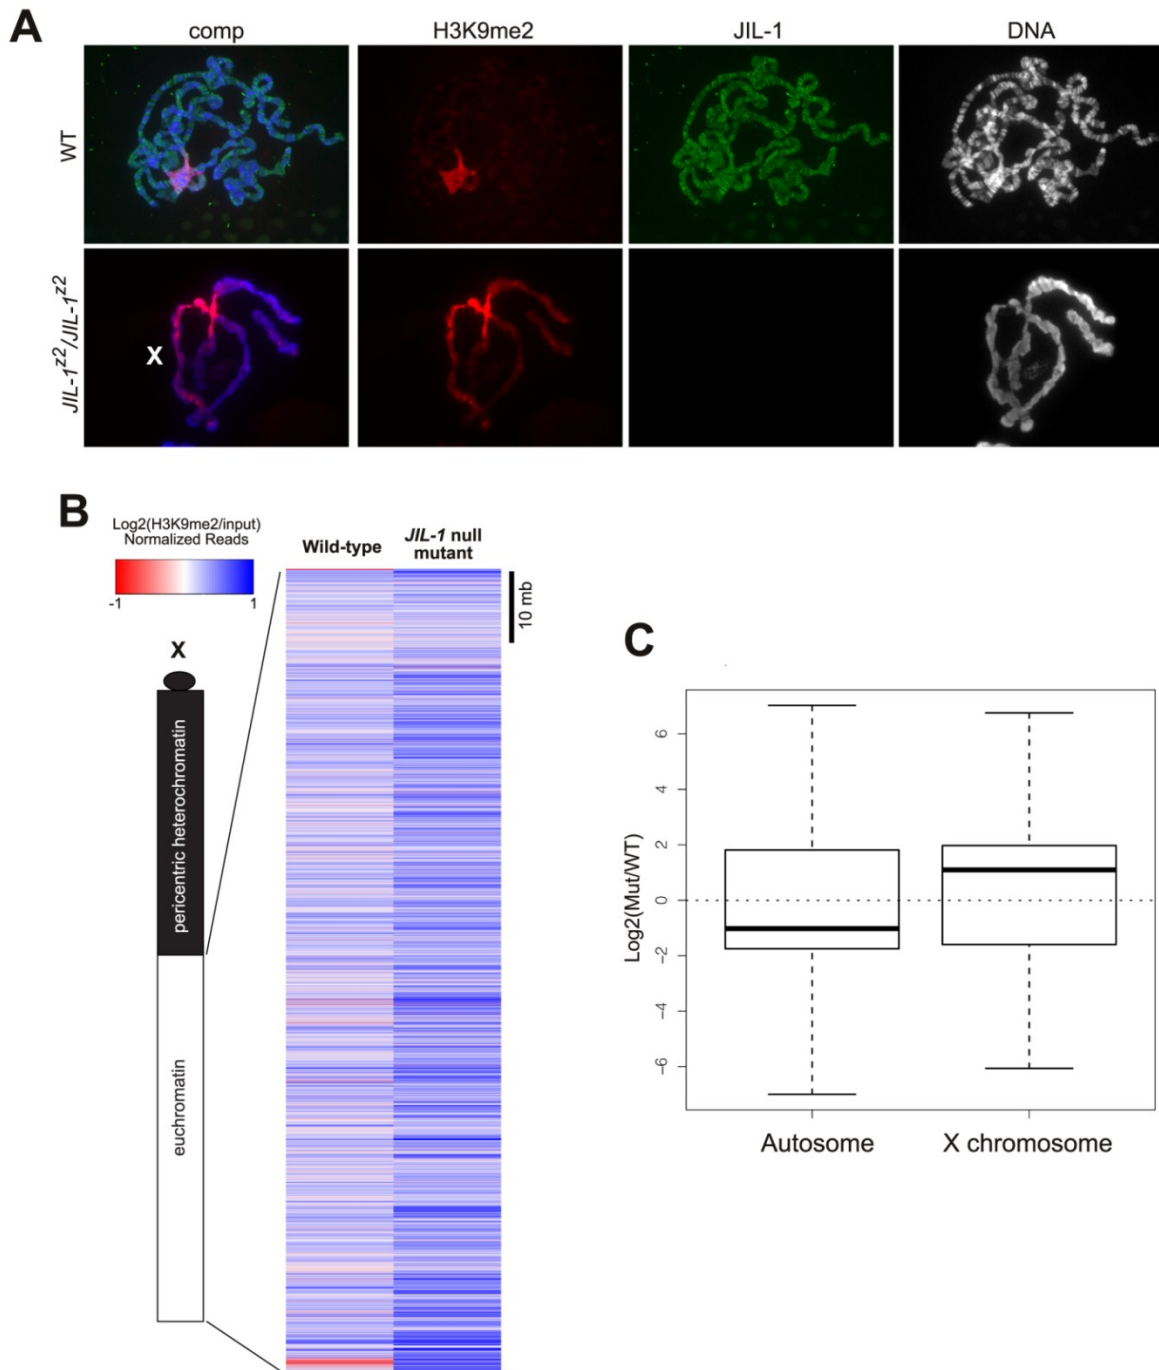 A
comp
H3K9me2
JIL-1
DNA
WT
JIL-1z2/JIL-1z2
X
B
Log2(H3K9me2/input)
Normalized Reads
-1
1
Wild-type
JIL-1 null
mutant
10 mb
X
pericentric heterochromatin
euchromatin
C
Log2(Mut/WT)
6
4
2
0
-2
-4
-6
Autosome
X chromosome